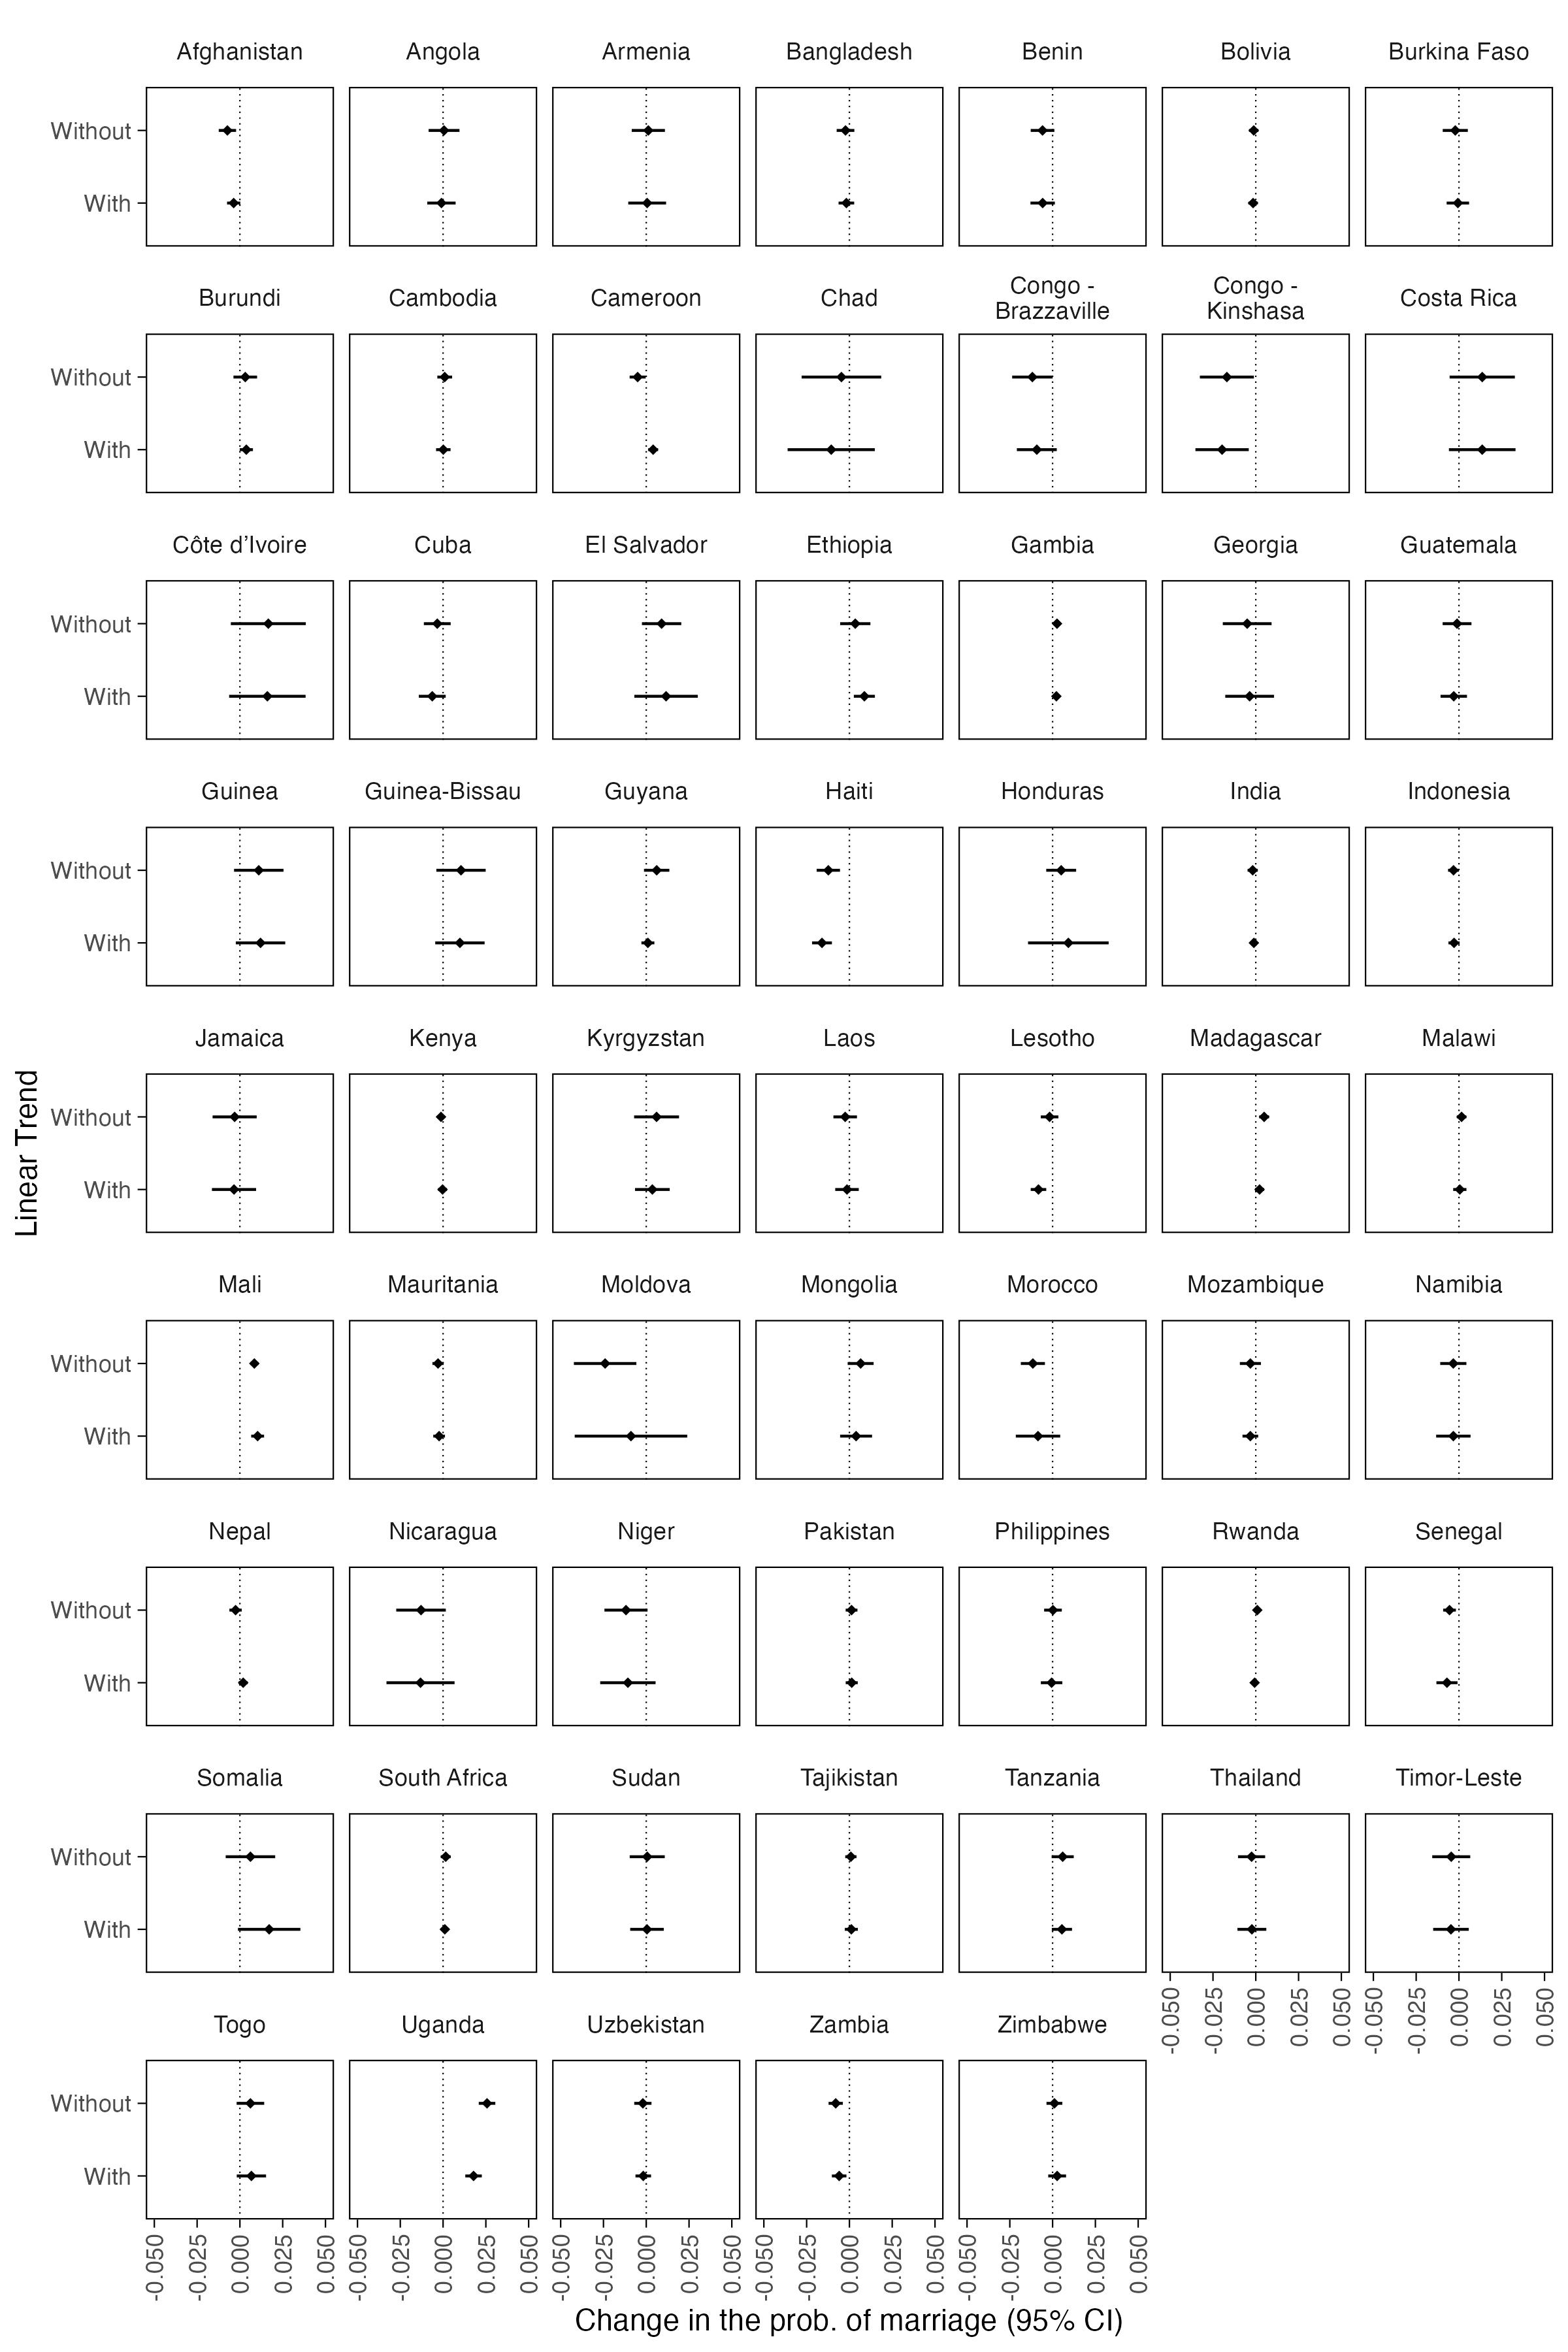 Afghanistan Angola Armenia Bangladesh Benin Bolivia Burkina Faso
Without
With
Burundi Cambodia Cameroon Chad Congo - Brazzaville Congo - Kinshasa Costa Rica
Without
With
Côte d’Ivoire Cuba El Salvador Ethiopia Gambia Georgia Guatemala
Without
With
Guinea Guinea-Bissau Guyana Haiti Honduras India Indonesia
Without
With
Jamaica Kenya Kyrgyzstan Laos Lesotho Madagascar Malawi
Without
With
Linear Trend
Mali Mauritania Moldova Mongolia Morocco Mozambique Namibia
Without
With
Nepal Nicaragua Niger Pakistan Philippines Rwanda Senegal
Without
With
Somalia South Africa Sudan Tajikistan Tanzania Thailand Timor-Leste
Without
With
-0.050 -0.025 0.000 0.025 0.050 -0.050 -0.025 0.000 0.025 0.050
Togo Uganda Uzbekistan Zambia Zimbabwe
Without
With
-0.050 -0.025 0.000 0.025 0.050 -0.050 -0.025 0.000 0.025 0.050 -0.050 -0.025 0.000 0.025 0.050 -0.050 -0.025 0.000 0.025 0.050 -0.050 -0.025 0.000 0.025 0.050
Change in the prob. of marriage (95% CI)